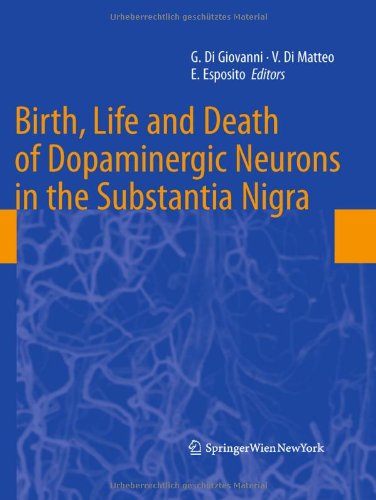 Urheberrechtlich geschütztes Material
G. Di Giovanni · V. Di Matteo
E. Esposito Editors
Birth, Life and Death
of Dopaminergic Neurons
in the Substantia Nigra
SpringerWienNewYork
Urheberrechtlich geschütztes Material